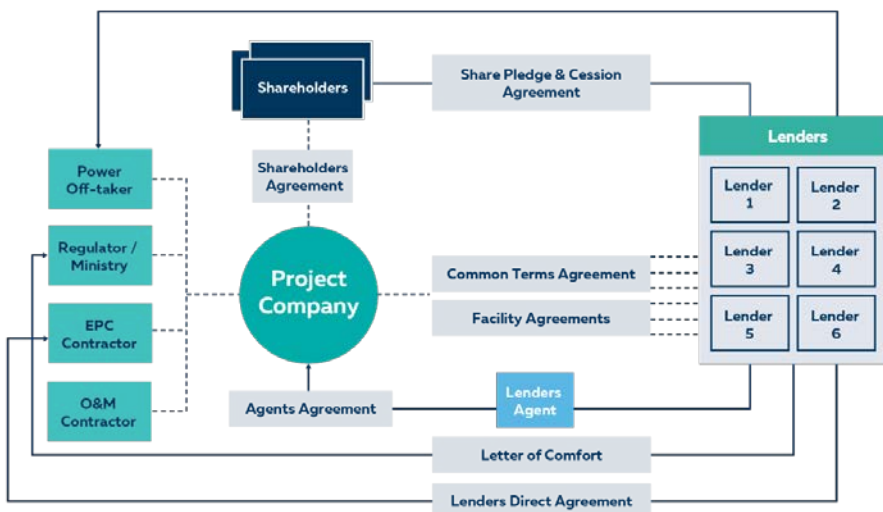 Shareholders
Share Pledge & Cession
Agreement
Lenders
Power
Off-taker
Shareholders
Agreement
Lender
1
Lender
2
Regulator /
Ministry
Project
Company
Common Terms Agreement
Lender
3
Lender
4
EPC
Contractor
Facility Agreements
Lender
5
Lender
6
O&M
Contractor
Agents Agreement
Lenders
Agent
Letter of Comfort
Lenders Direct Agreement